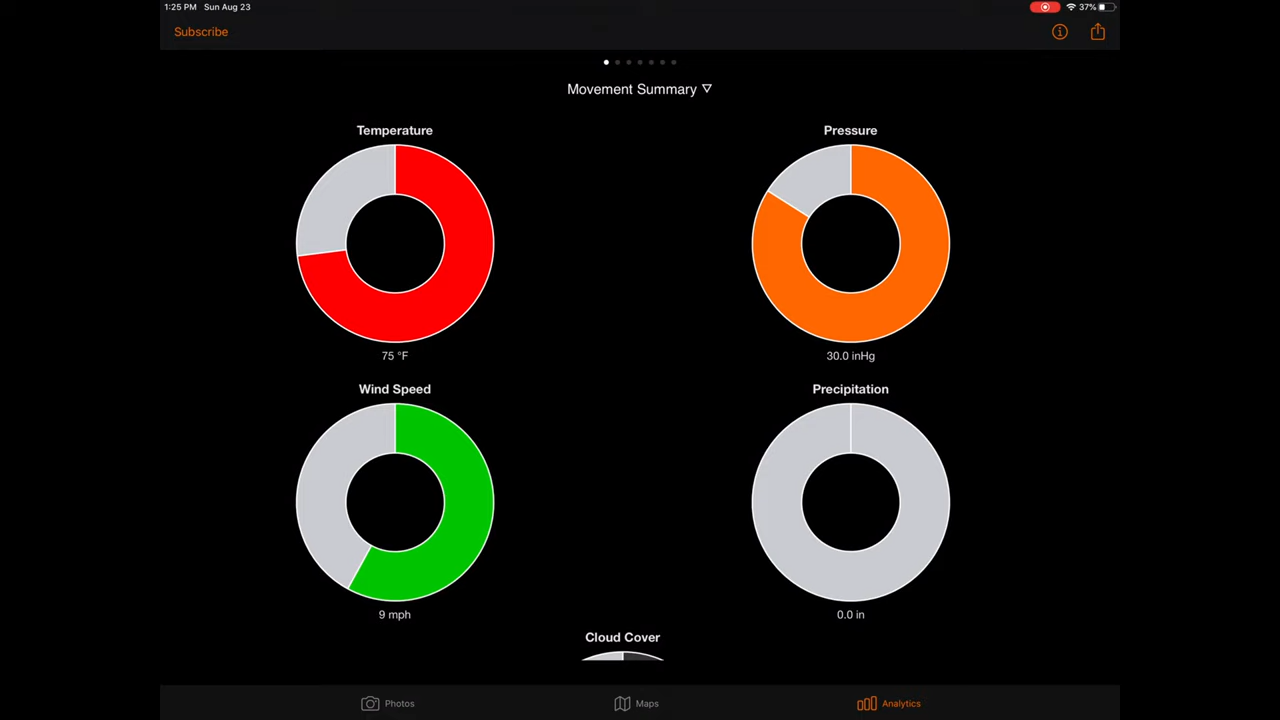 1:25 PM Sun Aug 23
37%
Subscribe
Movement Summary
Temperature
Pressure
75 °F
30.0 inHg
Wind Speed
Precipitation
9 mph
0.0 in
Cloud Cover
Photos
Maps
Analytics